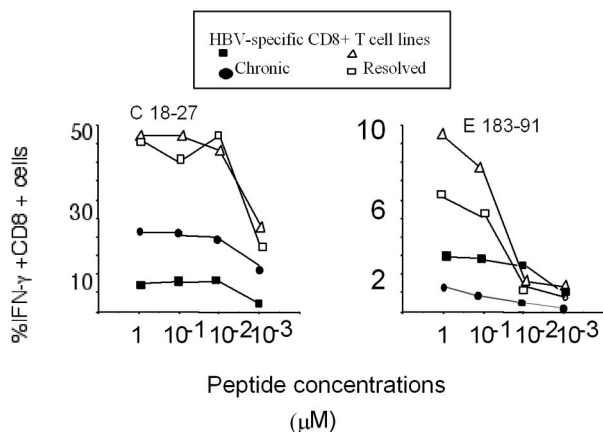 HBV-specific CD8+ T cell lines
Chronic
Resolved
C 18-27
E 183-91
%IFN-γ +CD8 + cells
50
30
10
1 10-1 10-2 10-3
10
6
2
1 10-1 10-2 10-3
Peptide concentrations
(μM)